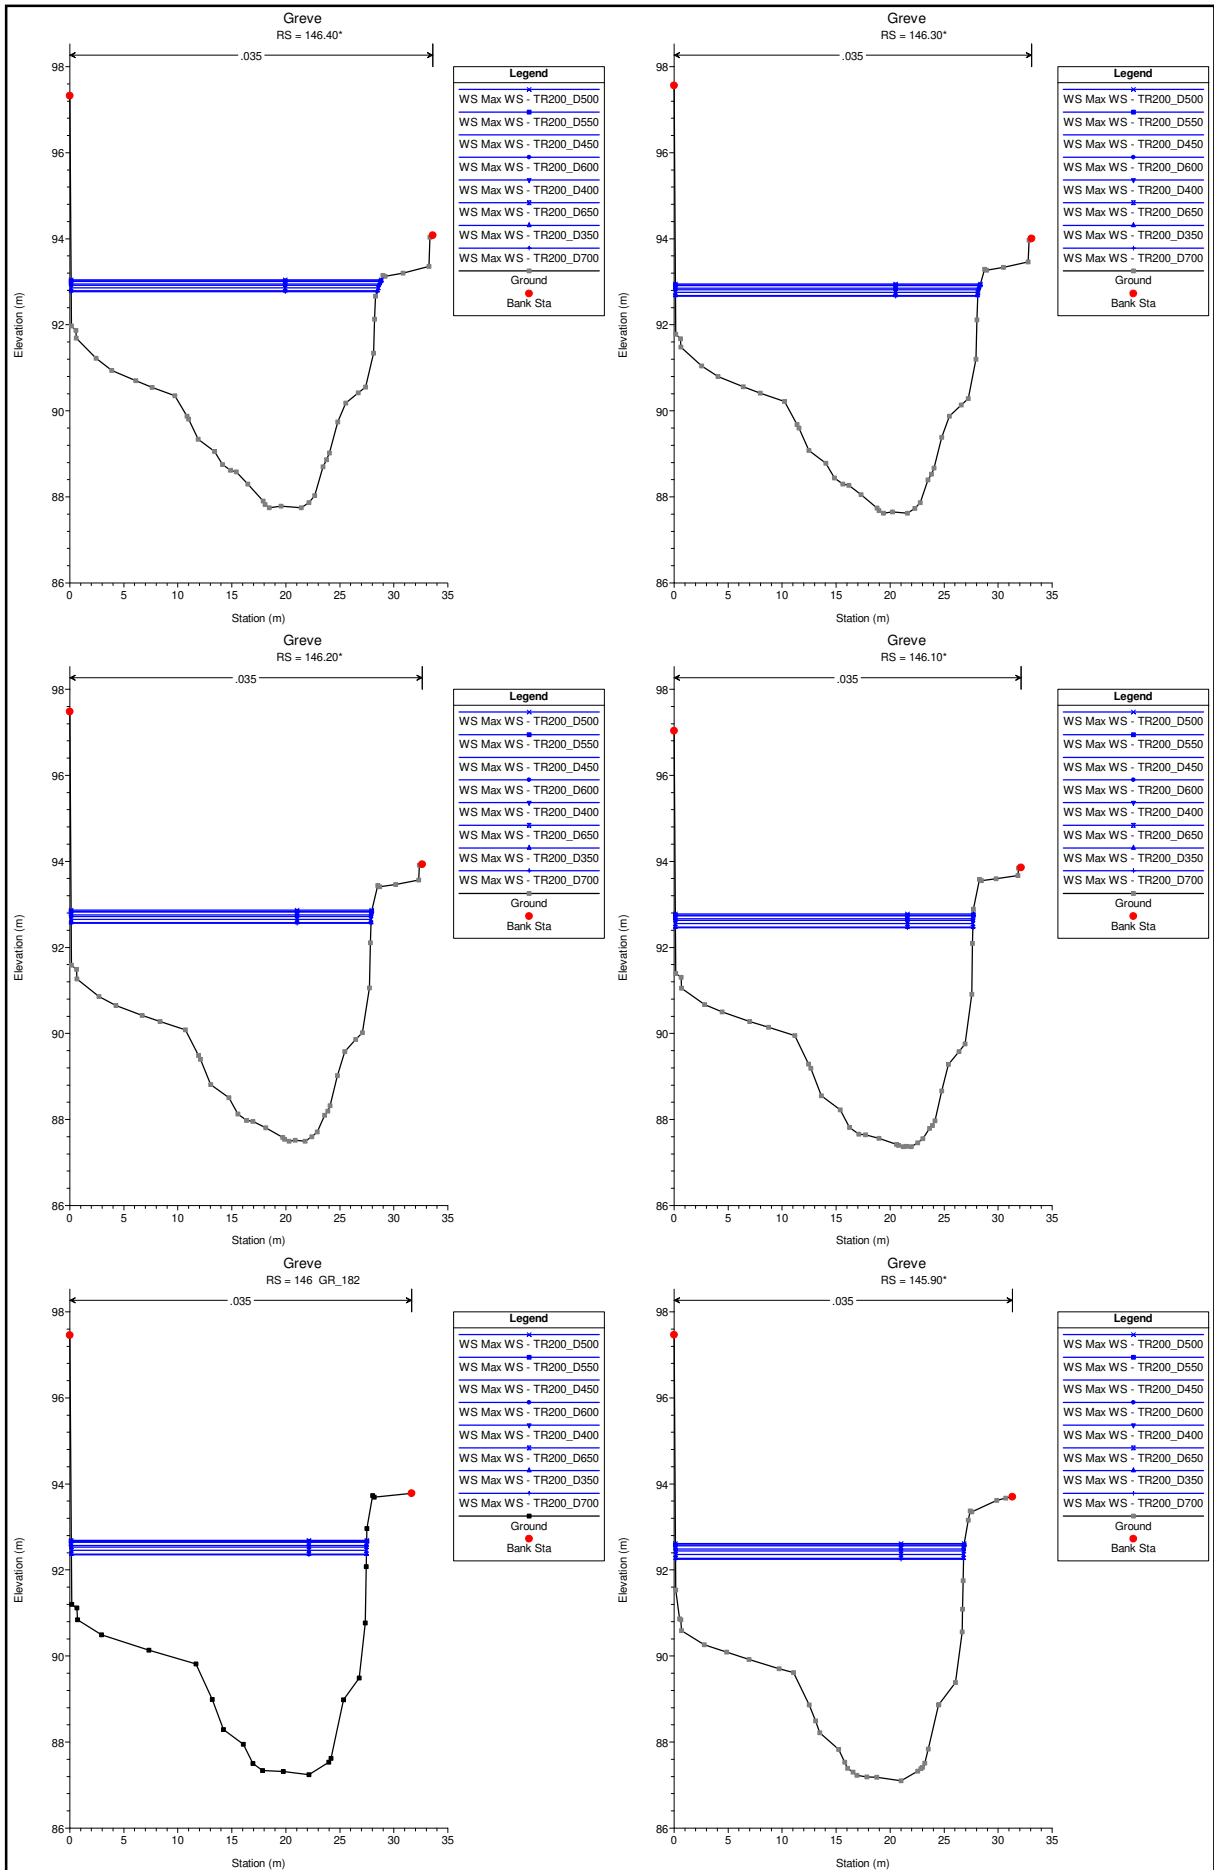 Greve
RS = 146.40*
.035
98
96
94
92
90
88
86
Elevation (m)
0 5 10 15 20 25 30 35
Station (m)
Legend
WS Max WS - TR200_D500
WS Max WS - TR200_D550
WS Max WS - TR200_D450
WS Max WS - TR200_D600
WS Max WS - TR200_D400
WS Max WS - TR200_D650
WS Max WS - TR200_D350
WS Max WS - TR200_D700
Ground
Bank Sta
Greve
RS = 146.30*
.035
98
96
94
92
90
88
86
Elevation (m)
0 5 10 15 20 25 30 35
Station (m)
Legend
WS Max WS - TR200_D500
WS Max WS - TR200_D550
WS Max WS - TR200_D450
WS Max WS - TR200_D600
WS Max WS - TR200_D400
WS Max WS - TR200_D650
WS Max WS - TR200_D350
WS Max WS - TR200_D700
Ground
Bank Sta
Greve
RS = 146.20*
.035
98
96
94
92
90
88
86
Elevation (m)
0 5 10 15 20 25 30 35
Station (m)
Legend
WS Max WS - TR200_D500
WS Max WS - TR200_D550
WS Max WS - TR200_D450
WS Max WS - TR200_D600
WS Max WS - TR200_D400
WS Max WS - TR200_D650
WS Max WS - TR200_D350
WS Max WS - TR200_D700
Ground
Bank Sta
Greve
RS = 146.10*
.035
98
96
94
92
90
88
86
Elevation (m)
0 5 10 15 20 25 30 35
Station (m)
Legend
WS Max WS - TR200_D500
WS Max WS - TR200_D550
WS Max WS - TR200_D450
WS Max WS - TR200_D600
WS Max WS - TR200_D400
WS Max WS - TR200_D650
WS Max WS - TR200_D350
WS Max WS - TR200_D700
Ground
Bank Sta
Greve
RS = 146 GR_182
.035
98
96
94
92
90
88
86
Elevation (m)
0 5 10 15 20 25 30 35
Station (m)
Legend
WS Max WS - TR200_D500
WS Max WS - TR200_D550
WS Max WS - TR200_D450
WS Max WS - TR200_D600
WS Max WS - TR200_D400
WS Max WS - TR200_D650
WS Max WS - TR200_D350
WS Max WS - TR200_D700
Ground
Bank Sta
Greve
RS = 145.90*
.035
98
96
94
92
90
88
86
Elevation (m)
0 5 10 15 20 25 30 35
Station (m)
Legend
WS Max WS - TR200_D500
WS Max WS - TR200_D550
WS Max WS - TR200_D450
WS Max WS - TR200_D600
WS Max WS - TR200_D400
WS Max WS - TR200_D650
WS Max WS - TR200_D350
WS Max WS - TR200_D700
Ground
Bank Sta